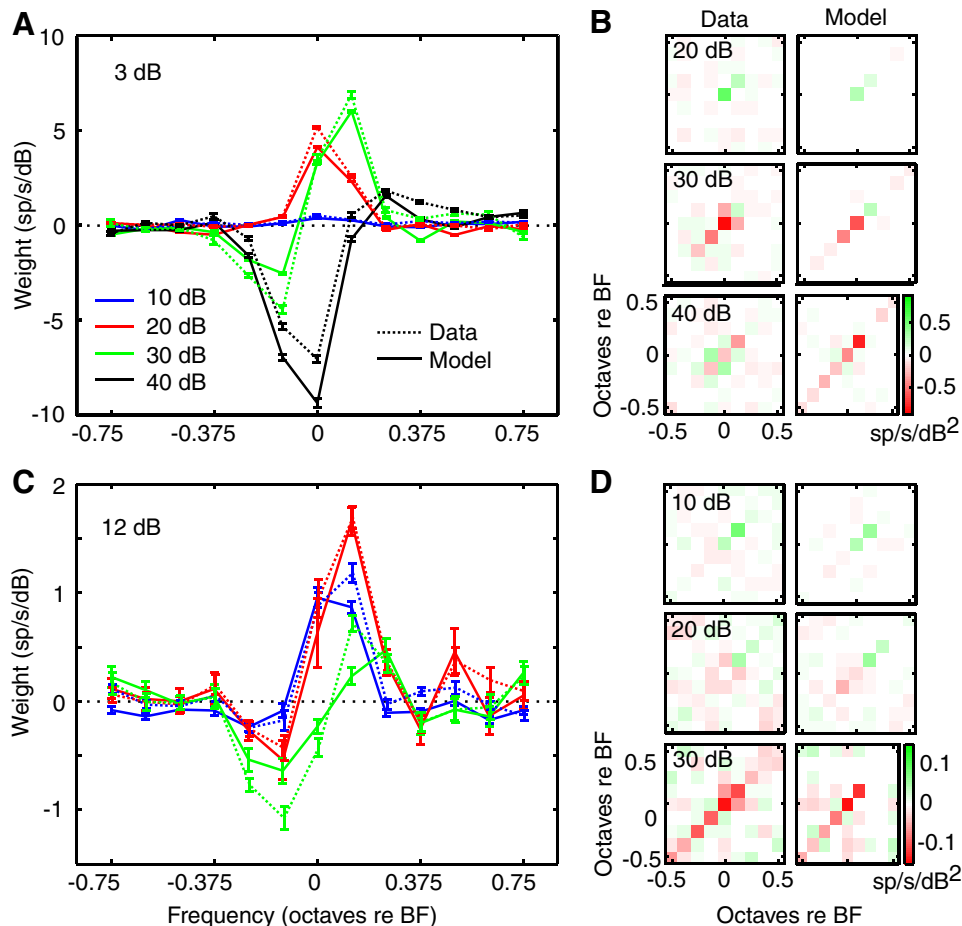 A
3 dB
10
5
0
-5
-10
Weight (sp/s/dB)
10 dB
20 dB
30 dB
40 dB
Data
Model
-0.75
-0.375
0
0.375
0.75
B
Data
Model
20 dB
30 dB
40 dB
0.5
0
-0.5
Octaves re BF
-0.5
0
0.5
0.5
0
-0.5
sp/s/dB2
C
12 dB
2
1
0
-1
Weight (sp/s/dB)
-0.75
-0.375
0
0.375
0.75
Frequency (octaves re BF)
D
10 dB
20 dB
30 dB
0.5
0
-0.5
Octaves re BF
-0.5
0
0.5
0.1
0
-0.1
sp/s/dB2
Octaves re BF